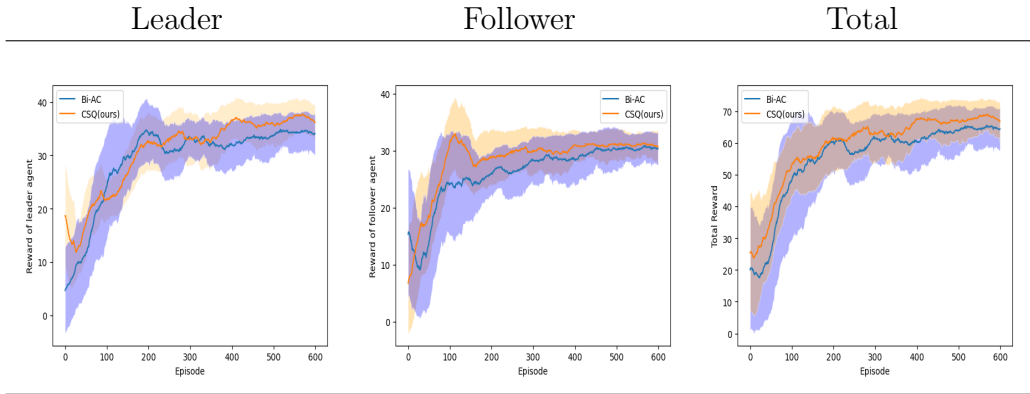 Leader Follower Total
Bi-AC
CSQ(ours)
Reward of leader agent
40
30
20
10
0
0 100 200 300 400 500 600
Episode
Bi-AC
CSQ(ours)
Reward of follower agent
40
30
20
10
0
0 100 200 300 400 500 600
Episode
Bi-AC
CSQ(ours)
Total Reward
70
60
50
40
30
20
10
0
0 100 200 300 400 500 600
Episode